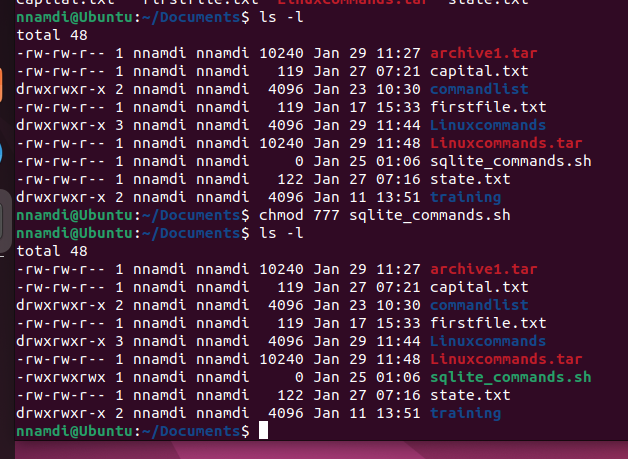 capital.txt firstfile.txt Linuxcommands.tar state.txt
nnamdi@Ubuntu:~/Documents$ ls -l
total 48
-rw-rw-r-- 1 nnamdi nnamdi 10240 Jan 29 11:27 archive1.tar
-rw-rw-r-- 1 nnamdi nnamdi   119 Jan 27 07:21 capital.txt
drwxrwxr-x 2 nnamdi nnamdi  4096 Jan 23 10:30 commandlist
-rw-rw-r-- 1 nnamdi nnamdi   119 Jan 17 15:33 firstfile.txt
drwxrwxr-x 3 nnamdi nnamdi  4096 Jan 29 11:44 Linuxcommands
-rw-rw-r-- 1 nnamdi nnamdi 10240 Jan 29 11:48 Linuxcommands.tar
-rw-rw-r-- 1 nnamdi nnamdi     0 Jan 25 01:06 sqlite_commands.sh
-rw-rw-r-- 1 nnamdi nnamdi   122 Jan 27 07:16 state.txt
drwxrwxr-x 2 nnamdi nnamdi  4096 Jan 11 13:51 training
nnamdi@Ubuntu:~/Documents$ chmod 777 sqlite_commands.sh
nnamdi@Ubuntu:~/Documents$ ls -l
total 48
-rw-rw-r-- 1 nnamdi nnamdi 10240 Jan 29 11:27 archive1.tar
-rw-rw-r-- 1 nnamdi nnamdi   119 Jan 27 07:21 capital.txt
drwxrwxr-x 2 nnamdi nnamdi  4096 Jan 23 10:30 commandlist
-rw-rw-r-- 1 nnamdi nnamdi   119 Jan 17 15:33 firstfile.txt
drwxrwxr-x 3 nnamdi nnamdi  4096 Jan 29 11:44 Linuxcommands
-rw-rw-r-- 1 nnamdi nnamdi 10240 Jan 29 11:48 Linuxcommands.tar
-rwxrwxrwx 1 nnamdi nnamdi     0 Jan 25 01:06 sqlite_commands.sh
-rw-rw-r-- 1 nnamdi nnamdi   122 Jan 27 07:16 state.txt
drwxrwxr-x 2 nnamdi nnamdi  4096 Jan 11 13:51 training
nnamdi@Ubuntu:~/Documents$